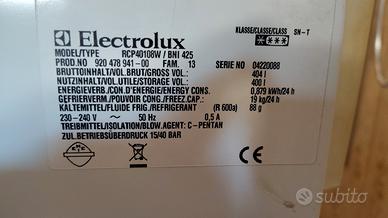 Electrolux KLASSE/CLASSE/CLASS SN-T
MODEL/TYPE RCP40108W / BNI 425
PROD.NO 920 478 941-00 FAM. 13 SERIE NO 04220088
BRUTTOINHALT/VOL.BRUT/GROSS VOL.: 404 l
NUTZINHALT/VOL.UTILE/STORAGE VOL.: 400 l
ENERGIEVERB./CON.D'ENERGIE/ENERGY CONS. 0,879 kWh/24 h
GEFRIERVERM./POUVOIR CONG./FREEZ.CAP.: 19 kg/24 h
KALTEMITTEL/FLUIDE FRIG./REFRIGERANT (R 600a) 88 g
230-240 V ~ 50 Hz 0,5 A
TREIBMITTEL/ISOLATION/BLOW.AGENT: C-PENTAN
ZUL.BETRIEBSÜBERDRUCK 15/40 BAR
CE
subito